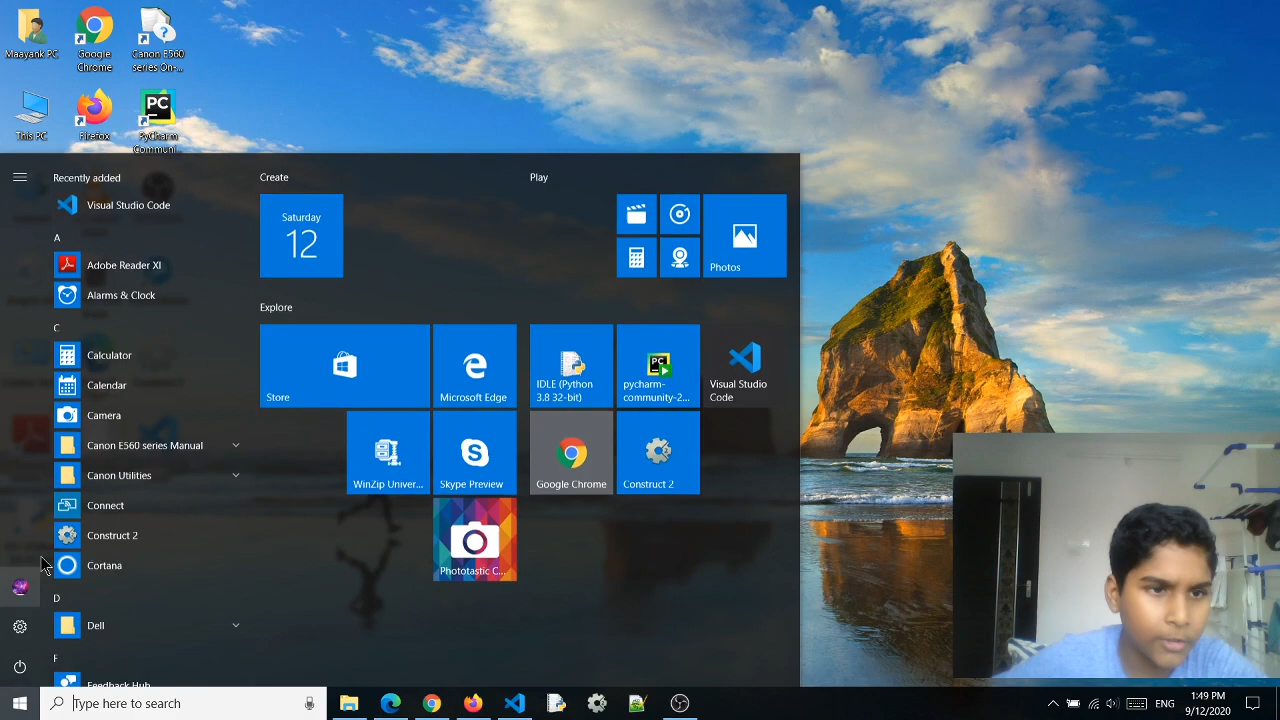 Maayank PC
Google
Chrome
Canon E560
series On-...
This PC
Firefox
PyCharm
Communi...
Recently added
Visual Studio Code
A
Adobe Reader XI
Alarms & Clock
C
Calculator
Calendar
Camera
Canon E560 series Manual
Canon Utilities
Connect
Construct 2
Cortana
D
Dell
F
Feedback Hub
Create
Saturday
12
Explore
Store
Microsoft Edge
WinZip Univer...
Skype Preview
Phototastic C...
Play
Photos
IDLE (Python
3.8 32-bit)
pycharm-
community-2...
Visual Studio
Code
Google Chrome
Construct 2
Type here to search
ENG
1:49 PM
9/12/2020